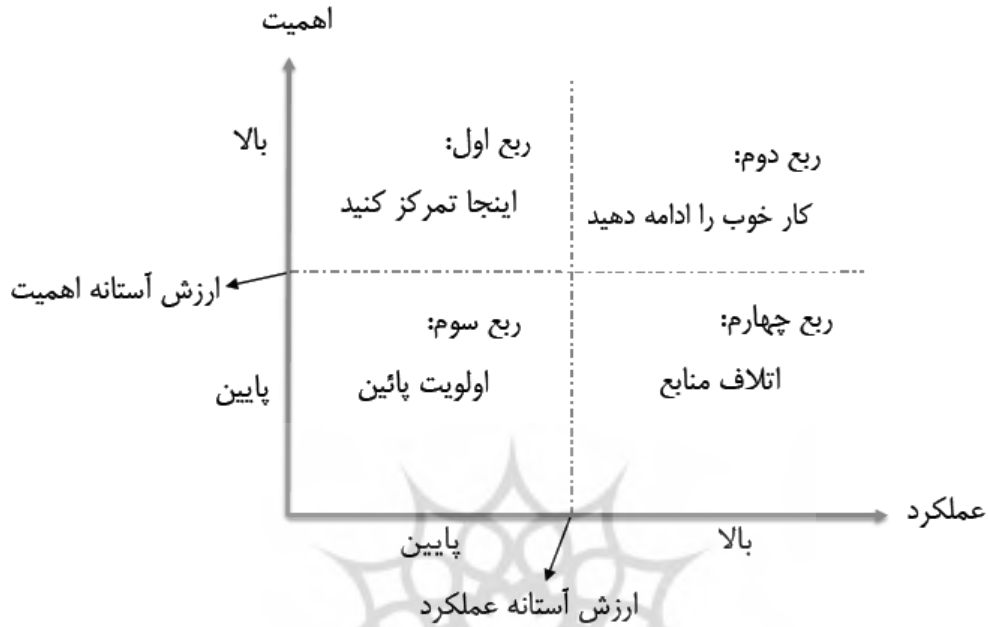 اهمیت
بالا
ربع اول:
اینجا تمرکز کنید
ربع دوم:
کار خوب را ادامه دهید
ارزش آستانه اهمیت
ربع سوم:
اولویت پائین
ربع چهارم:
اتلاف منابع
پایین
عملکرد
پایین
بالا
ارزش آستانه عملکرد